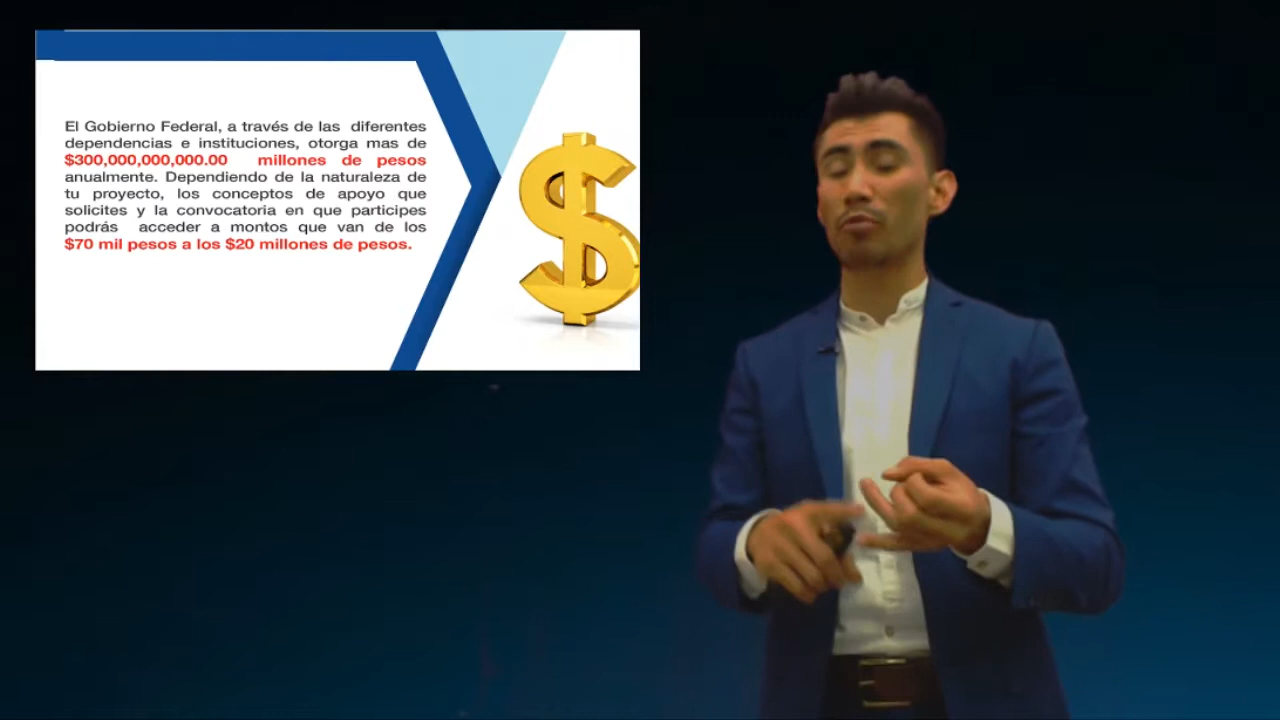 El Gobierno Federal, a través de las diferentes
dependencias e instituciones, otorga mas de
$300,000,000,000.00 millones de pesos
anualmente. Dependiendo de la naturaleza de
tu proyecto, los conceptos de apoyo que
solicites y la convocatoria en que participes
podrás acceder a montos que van de los
$70 mil pesos a los $20 millones de pesos.